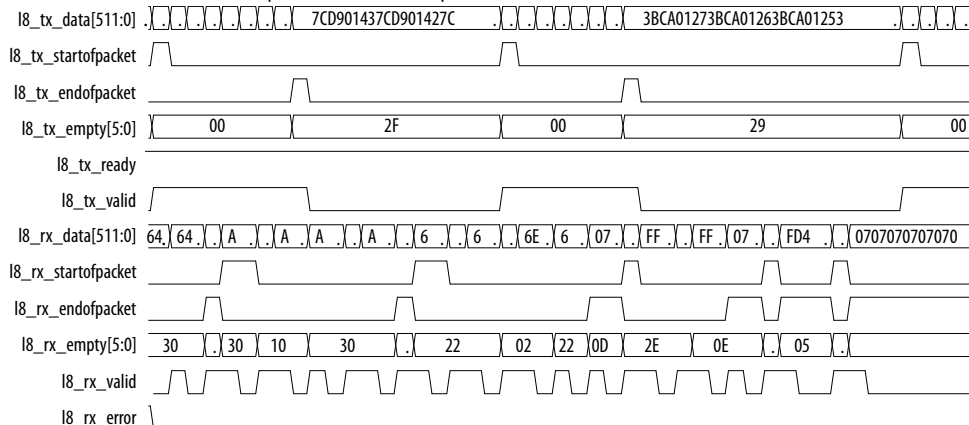 l8_tx_data[511:0] . . . . . . . . 7CD901437CD901427C . . . . . . . 3BCA01273BCA01263BCA01253 . . . . .
l8_tx_startofpacket
l8_tx_endofpacket
l8_tx_empty[5:0] 00 2F 00 29 00
l8_tx_ready
l8_tx_valid
l8_rx_data[511:0] 64. 64 . . A . . A . A . . A . . 6 . . 6 . . 6E . 6 . 07 . . FF . . FF . 07 . . FD4 . . 0707070707070
l8_rx_startofpacket
l8_rx_endofpacket
l8_rx_empty[5:0] 30 . 30 10 30 . 22 02 22 0D 2E 0E . 05 .
l8_rx_valid
l8_rx_error